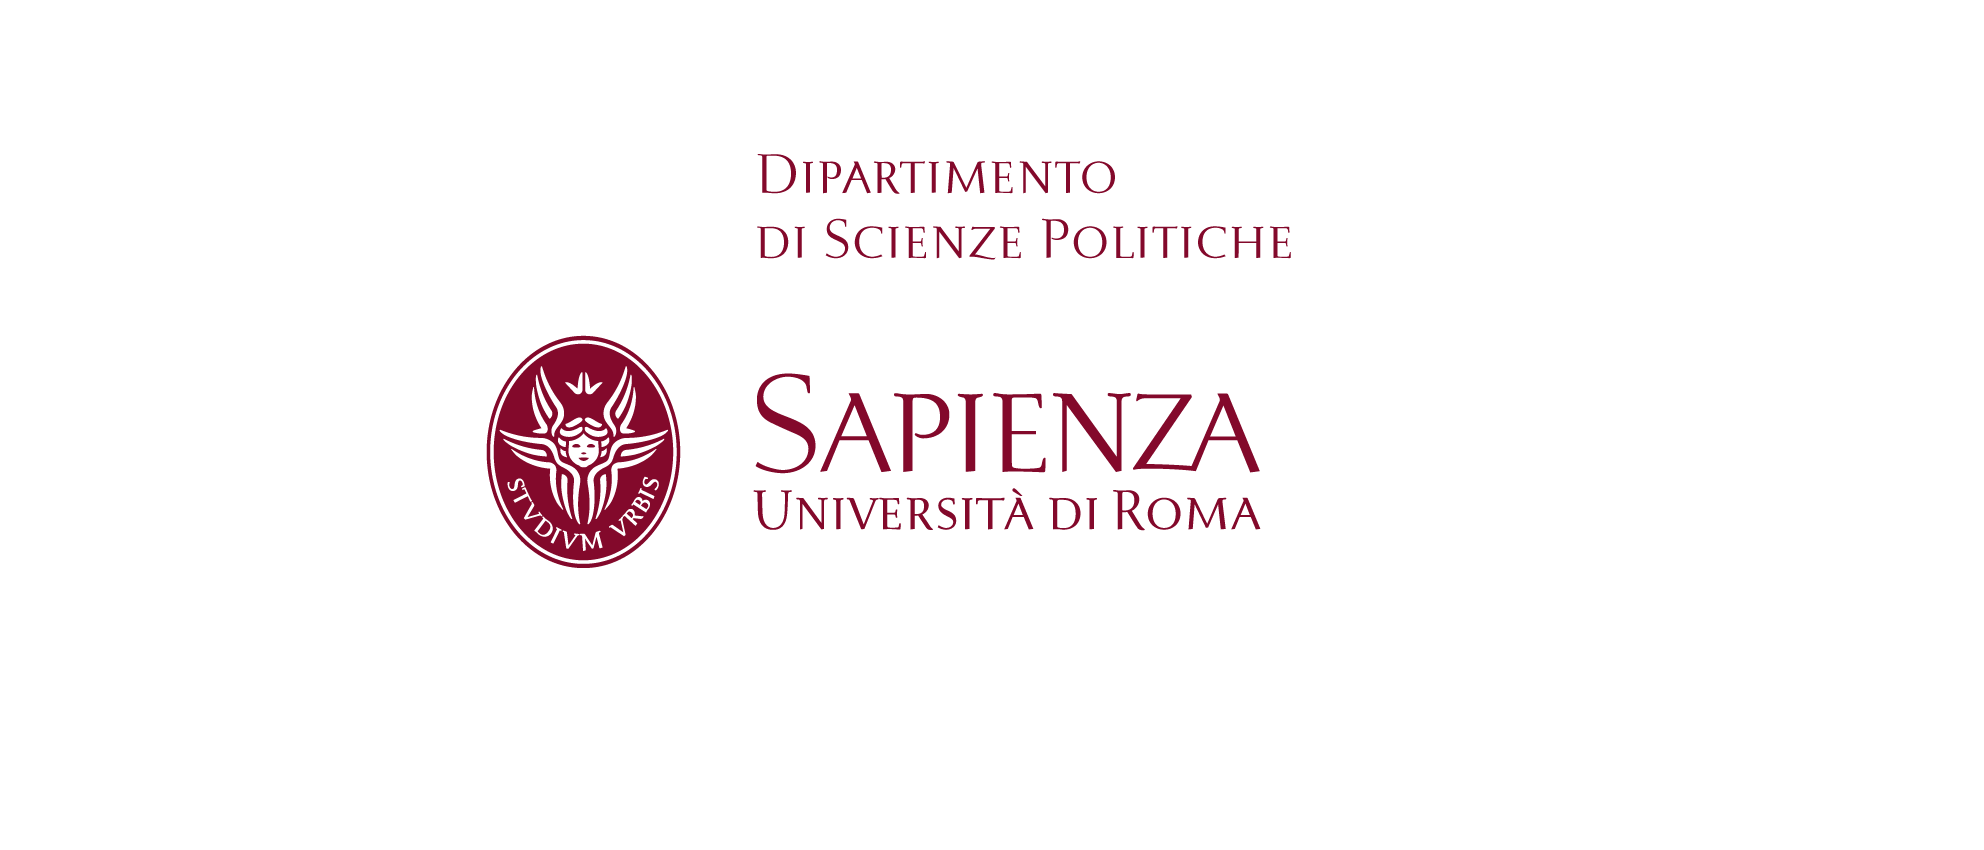 Dipartimento
di Scienze Politiche
Sapienza
Università di Roma
STVDIVM VRBIS